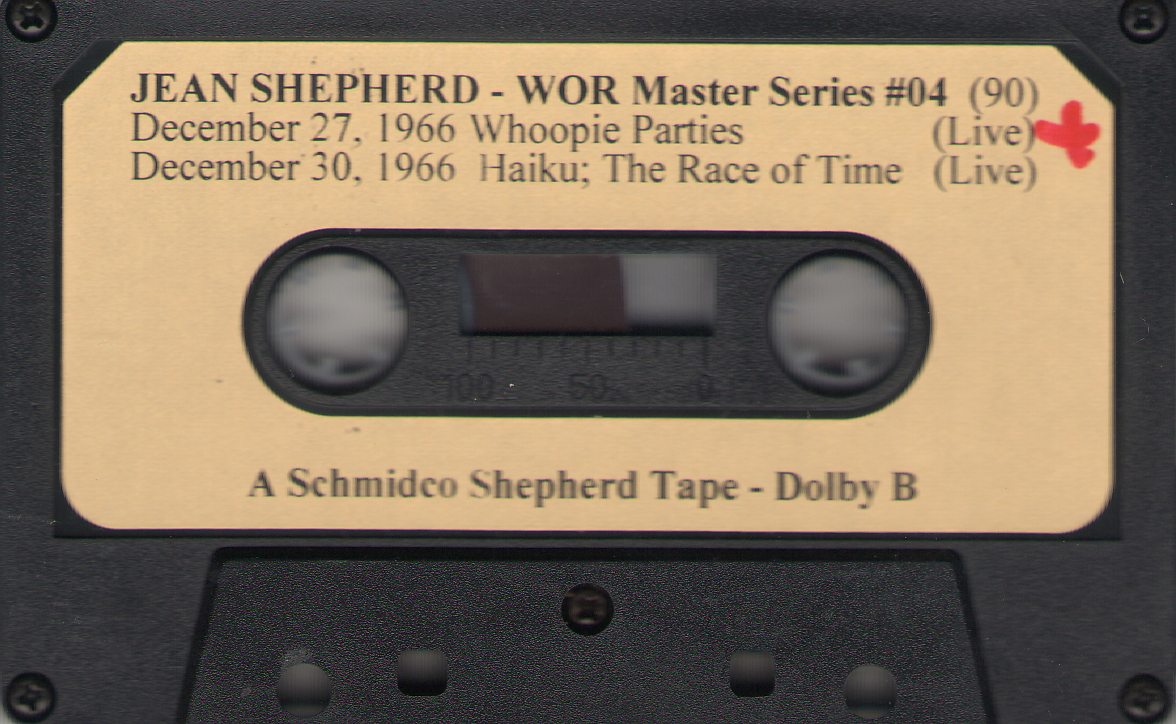 JEAN SHEPHERD - WOR Master Series #04 (90)
December 27, 1966 Whoopie Parties (Live)
December 30, 1966 Haiku; The Race of Time (Live)
100 50 0
A Schmidco Shepherd Tape - Dolby B